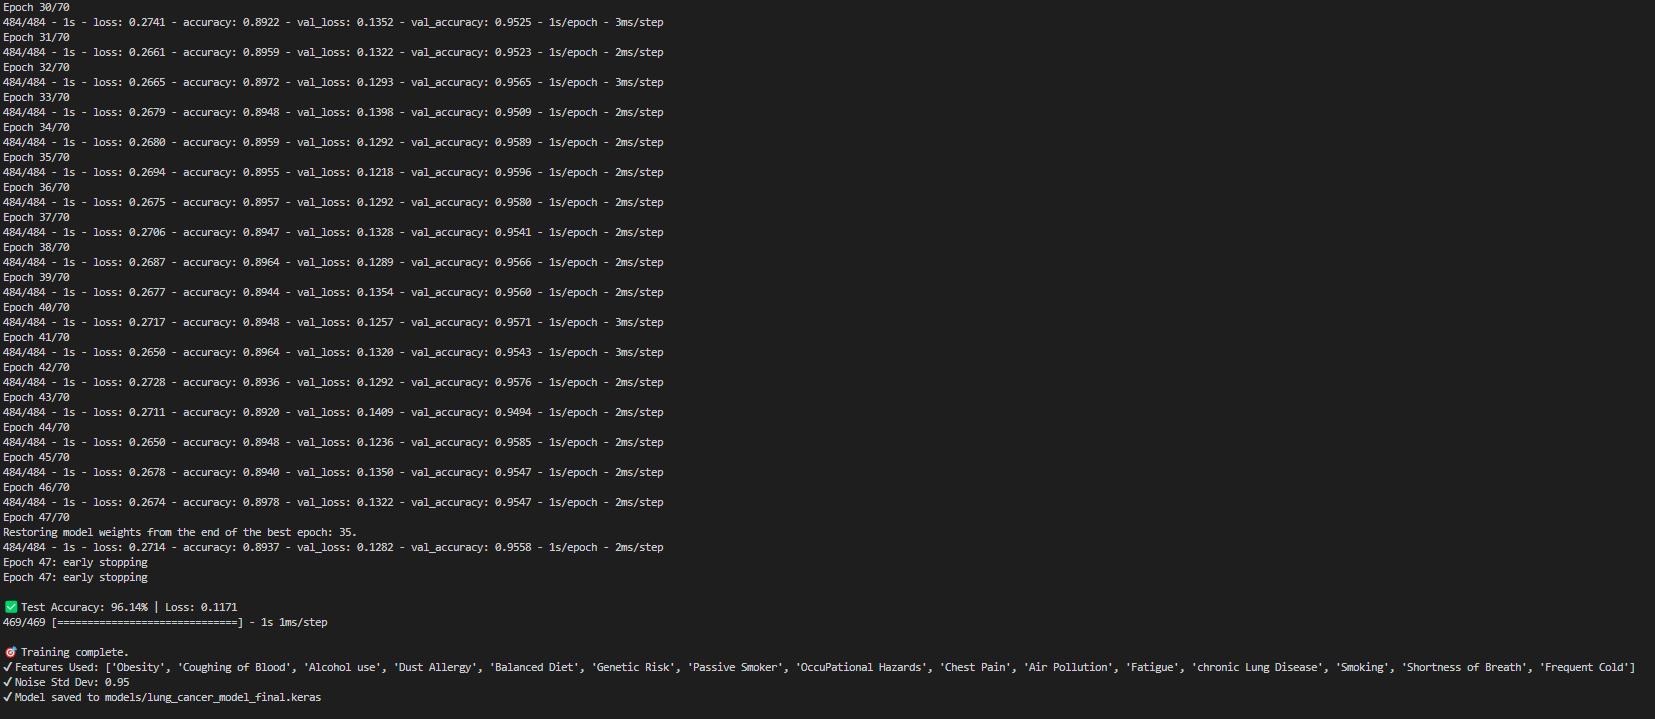 Epoch 30/70
484/484 - 1s - loss: 0.2741 - accuracy: 0.8922 - val_loss: 0.1352 - val_accuracy: 0.9525 - 1s/epoch - 3ms/step
Epoch 31/70
484/484 - 1s - loss: 0.2661 - accuracy: 0.8959 - val_loss: 0.1322 - val_accuracy: 0.9523 - 1s/epoch - 2ms/step
Epoch 32/70
484/484 - 1s - loss: 0.2665 - accuracy: 0.8972 - val_loss: 0.1293 - val_accuracy: 0.9565 - 1s/epoch - 3ms/step
Epoch 33/70
484/484 - 1s - loss: 0.2679 - accuracy: 0.8948 - val_loss: 0.1398 - val_accuracy: 0.9509 - 1s/epoch - 2ms/step
Epoch 34/70
484/484 - 1s - loss: 0.2680 - accuracy: 0.8959 - val_loss: 0.1292 - val_accuracy: 0.9589 - 1s/epoch - 2ms/step
Epoch 35/70
484/484 - 1s - loss: 0.2694 - accuracy: 0.8955 - val_loss: 0.1218 - val_accuracy: 0.9596 - 1s/epoch - 2ms/step
Epoch 36/70
484/484 - 1s - loss: 0.2675 - accuracy: 0.8957 - val_loss: 0.1292 - val_accuracy: 0.9580 - 1s/epoch - 2ms/step
Epoch 37/70
484/484 - 1s - loss: 0.2706 - accuracy: 0.8947 - val_loss: 0.1328 - val_accuracy: 0.9541 - 1s/epoch - 2ms/step
Epoch 38/70
484/484 - 1s - loss: 0.2687 - accuracy: 0.8964 - val_loss: 0.1289 - val_accuracy: 0.9566 - 1s/epoch - 2ms/step
Epoch 39/70
484/484 - 1s - loss: 0.2677 - accuracy: 0.8944 - val_loss: 0.1354 - val_accuracy: 0.9560 - 1s/epoch - 2ms/step
Epoch 40/70
484/484 - 1s - loss: 0.2717 - accuracy: 0.8948 - val_loss: 0.1257 - val_accuracy: 0.9571 - 1s/epoch - 3ms/step
Epoch 41/70
484/484 - 1s - loss: 0.2650 - accuracy: 0.8964 - val_loss: 0.1320 - val_accuracy: 0.9543 - 1s/epoch - 3ms/step
Epoch 42/70
484/484 - 1s - loss: 0.2728 - accuracy: 0.8936 - val_loss: 0.1292 - val_accuracy: 0.9576 - 1s/epoch - 2ms/step
Epoch 43/70
484/484 - 1s - loss: 0.2711 - accuracy: 0.8920 - val_loss: 0.1409 - val_accuracy: 0.9494 - 1s/epoch - 2ms/step
Epoch 44/70
484/484 - 1s - loss: 0.2650 - accuracy: 0.8948 - val_loss: 0.1236 - val_accuracy: 0.9585 - 1s/epoch - 2ms/step
Epoch 45/70
484/484 - 1s - loss: 0.2678 - accuracy: 0.8940 - val_loss: 0.1350 - val_accuracy: 0.9547 - 1s/epoch - 2ms/step
Epoch 46/70
484/484 - 1s - loss: 0.2674 - accuracy: 0.8978 - val_loss: 0.1322 - val_accuracy: 0.9547 - 1s/epoch - 2ms/step
Epoch 47/70
Restoring model weights from the end of the best epoch: 35.
484/484 - 1s - loss: 0.2714 - accuracy: 0.8937 - val_loss: 0.1282 - val_accuracy: 0.9558 - 1s/epoch - 2ms/step
Epoch 47: early stopping
Epoch 47: early stopping
✅ Test Accuracy: 96.14% | Loss: 0.1171
469/469 [==============================] - 1s 1ms/step
🎯 Training complete.
✓ Features Used: ['Obesity', 'Coughing of Blood', 'Alcohol use', 'Dust Allergy', 'Balanced Diet', 'Genetic Risk', 'Passive Smoker', 'OccuPational Hazards', 'Chest Pain', 'Air Pollution', 'Fatigue', 'chronic Lung Disease', 'Smoking', 'Shortness of Breath', 'Frequent Cold']
✓ Noise Std Dev: 0.95
✓ Model saved to models/lung_cancer_model_final.keras